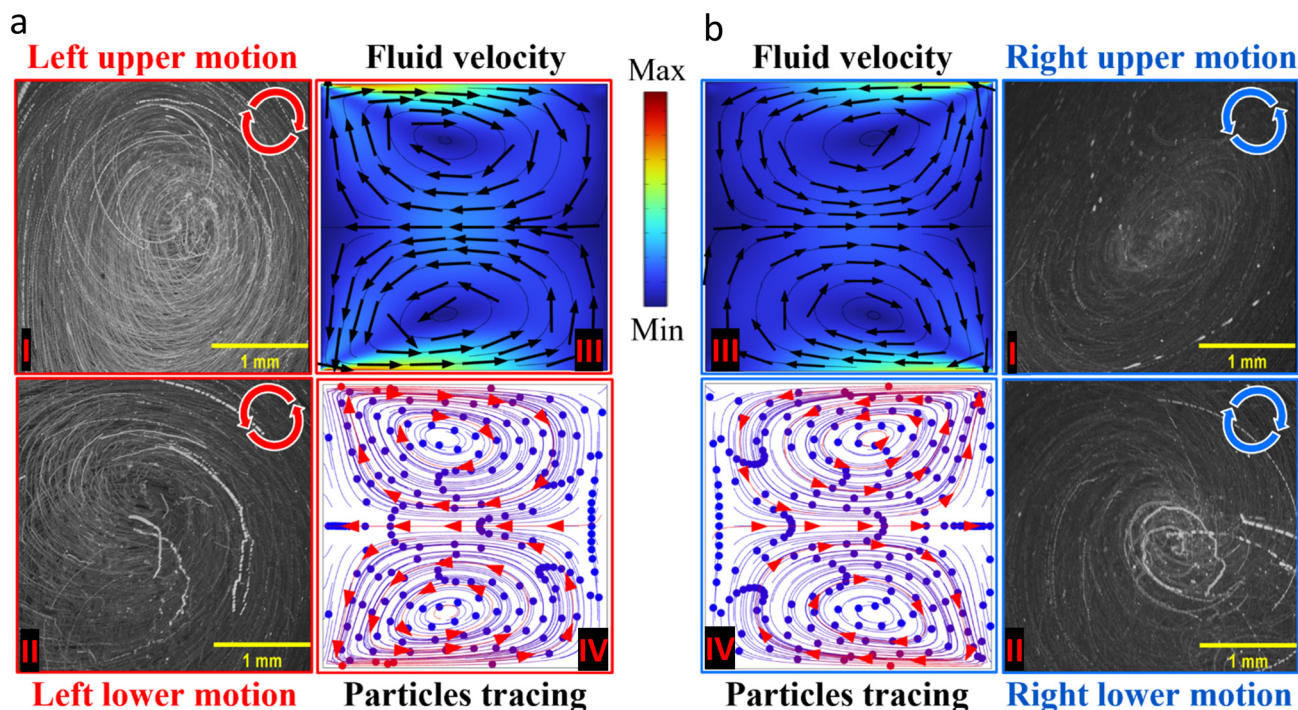 a
b
Left upper motion
Fluid velocity
Max
Min
Fluid velocity
Right upper motion
I
1 mm
III
III
I
1 mm
II
1 mm
IV
IV
II
1 mm
Left lower motion
Particles tracing
Particles tracing
Right lower motion